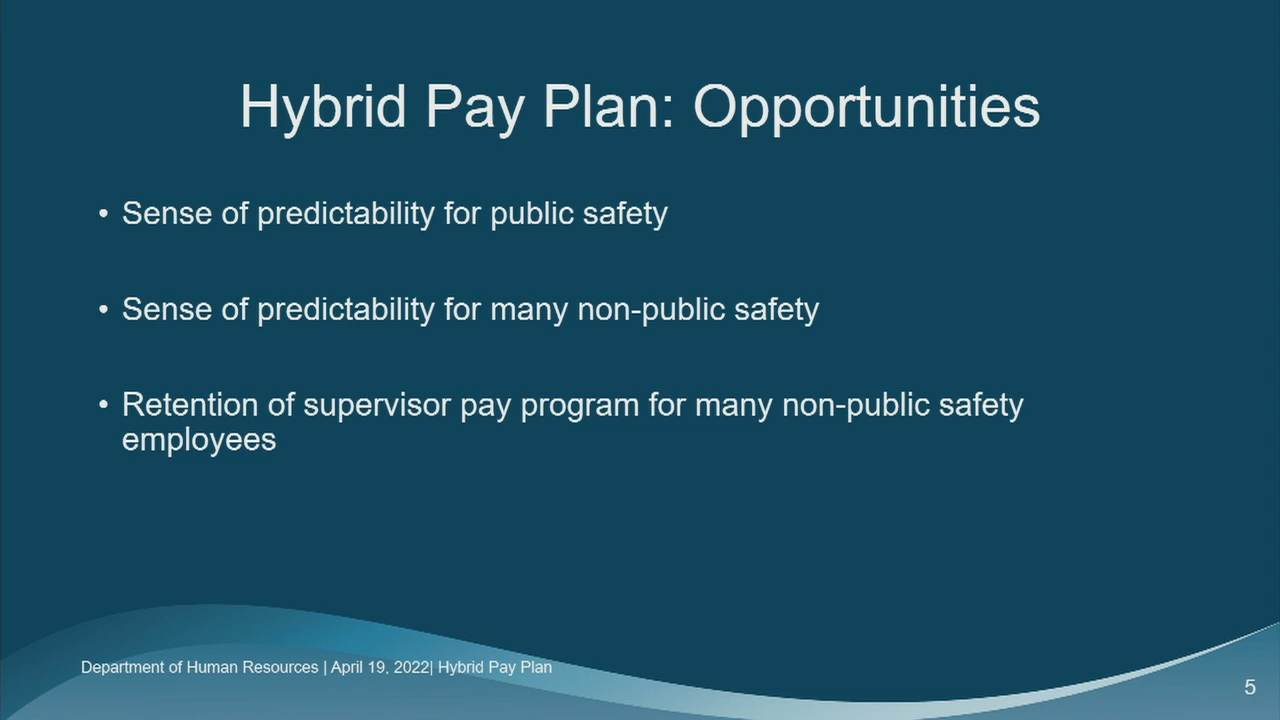 Hybrid Pay Plan: Opportunities
• Sense of predictability for public safety
• Sense of predictability for many non-public safety
• Retention of supervisor pay program for many non-public safety
employees
Department of Human Resources | April 19, 2022| Hybrid Pay Plan
5